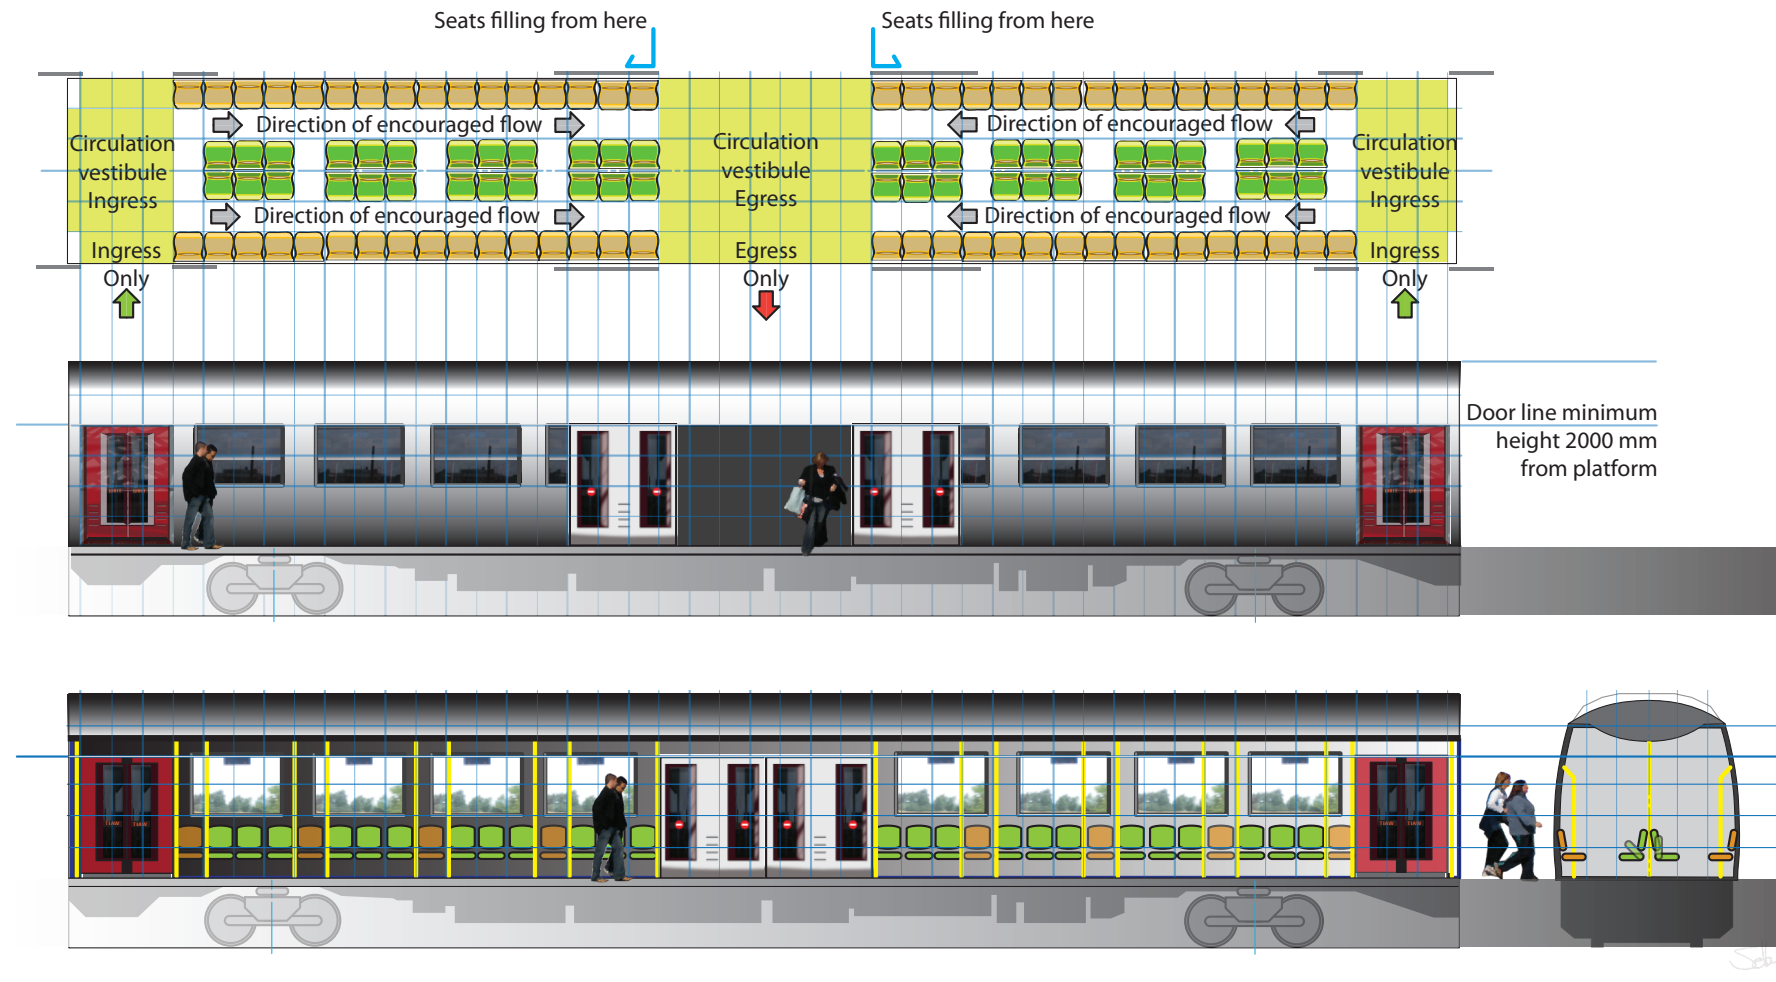 Seats filling from here
Seats filling from here
Direction of encouraged flow
Direction of encouraged flow
Circulation
vestibule
Ingress
Circulation
vestibule
Egress
Circulation
vestibule
Ingress
Direction of encouraged flow
Direction of encouraged flow
Ingress
Only
Egress
Only
Ingress
Only
Door line minimum
height 2000 mm
from platform